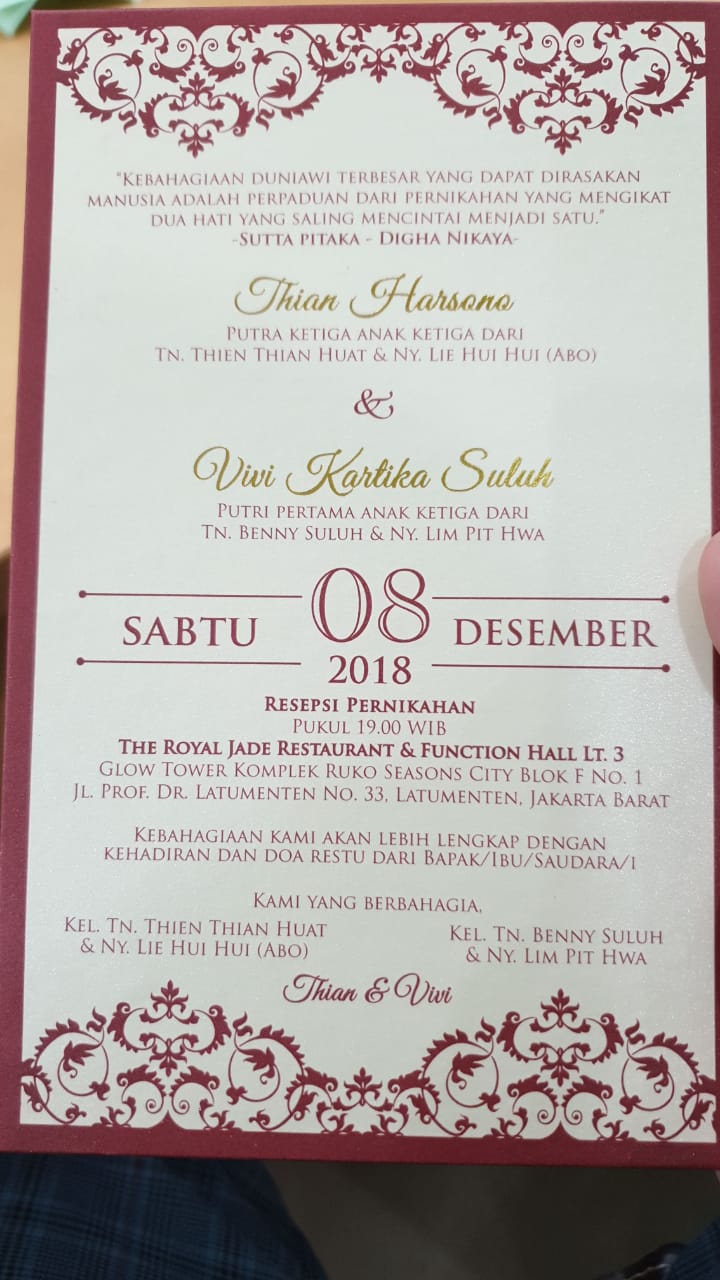 "KEBAHAGIAAN DUNIAWI TERBESAR YANG DAPAT DIRASAKAN
MANUSIA ADALAH PERPADUAN DARI PERNIKAHAN YANG MENGIKAT
DUA HATI YANG SALING MENCINTAI MENJADI SATU."
-SUTTA PITAKA - DIGHA NIKAYA-
Thian Harsono
PUTRA KETIGA ANAK KETIGA DARI
TN. THIEN THIAN HUAT & NY. LIE HUI HUI (ABO)
&
Vivi Kartika Suluh
PUTRI PERTAMA ANAK KETIGA DARI
TN. BENNY SULUH & NY. LIM PIT HWA
SABTU 08 DESEMBER
2018
RESEPSI PERNIKAHAN
PUKUL 19.00 WIB
THE ROYAL JADE RESTAURANT & FUNCTION HALL LT. 3
GLOW TOWER KOMPLEK RUKO SEASONS CITY BLOK F NO. 1
JL. PROF. DR. LATUMENTEN NO. 33, LATUMENTEN, JAKARTA BARAT
KEBAHAGIAAN KAMI AKAN LEBIH LENGKAP DENGAN
KEHADIRAN DAN DOA RESTU DARI BAPAK/IBU/SAUDARA/I
KAMI YANG BERBAHAGIA,
KEL. TN. THIEN THIAN HUAT
& NY. LIE HUI HUI (ABO)
KEL. TN. BENNY SULUH
& NY. LIM PIT HWA
Thian & Vivi